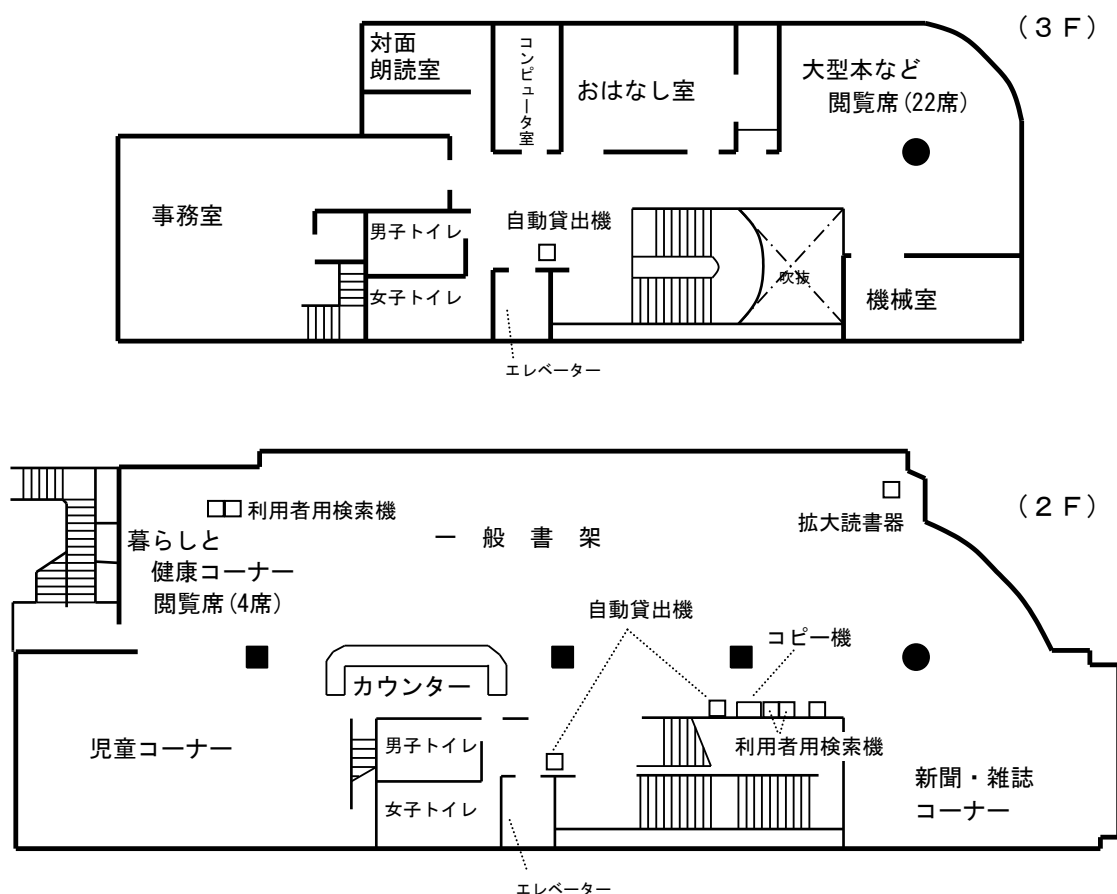 (3F)
対面
朗読室
コンピュータ室
おはなし室
大型本など
閲覧席(22席)
事務室
男子トイレ
自動貸出機
女子トイレ
吹抜
機械室
エレベーター
(2F)
利用者用検索機
一般書架
拡大読書器
暮らしと
健康コーナー
閲覧席(4席)
自動貸出機
コピー機
カウンター
児童コーナー
男子トイレ
利用者用検索機
女子トイレ
新聞・雑誌
コーナー
エレベーター